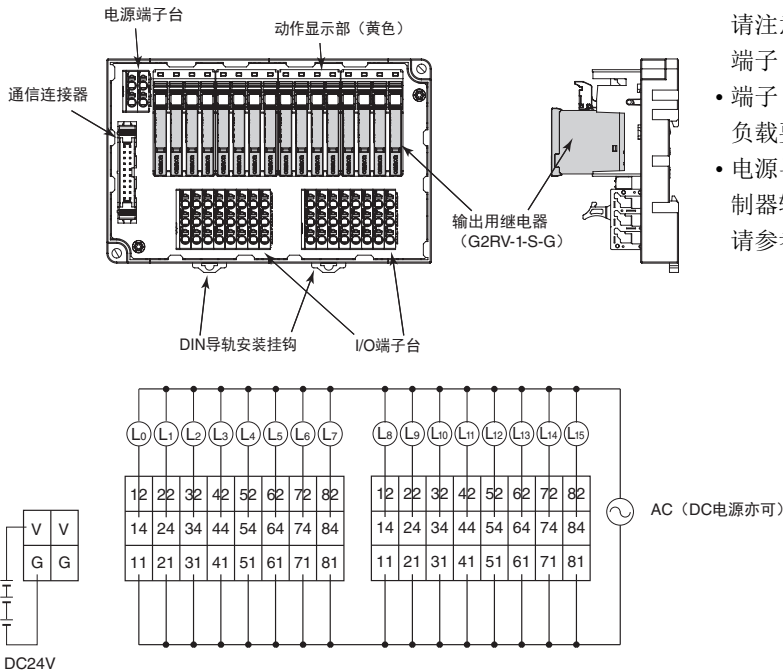 电源端子台
动作显示部（黄色）
通信连接器
输出用继电器
（G2RV-1-S-G）
DIN导轨安装挂钩
I/O端子台
端子
• 端子
负载
• 电源
制器
L0 L1 L2 L3 L4 L5 L6 L7
L8 L9 L10 L11 L12 L13 L14 L15
12 22 32 42 52 62 72 82
14 24 34 44 54 64 74 84
11 21 31 41 51 61 71 81
12 22 32 42 52 62 72 82
14 24 34 44 54 64 74 84
11 21 31 41 51 61 71 81
AC（DC电源亦可）
V V
G G
DC24V